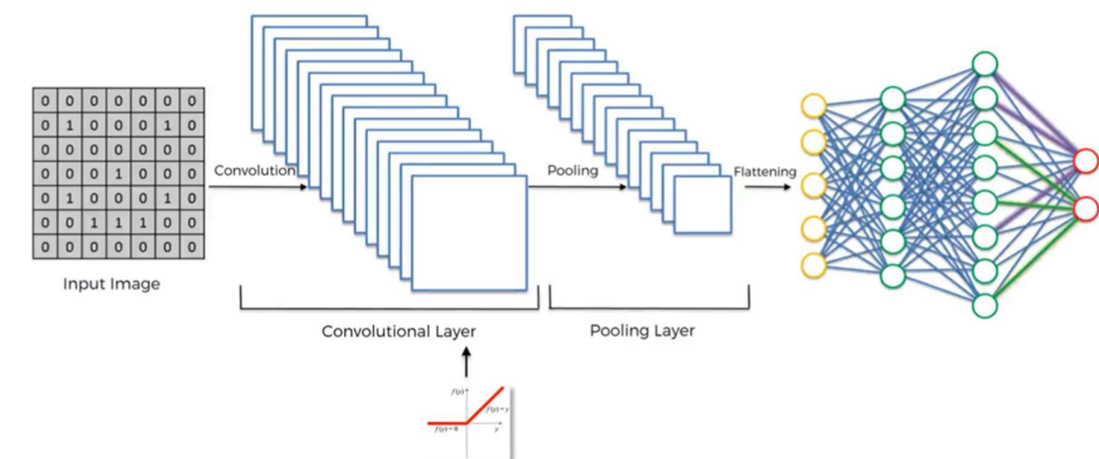 0 0 0 0 0 0 0
0 1 0 0 0 1 0
0 0 0 0 0 0 0
0 0 0 1 0 0 0
0 1 0 0 0 1 0
0 0 1 1 1 0 0
0 0 0 0 0 0 0
Input Image
Convolution
Pooling
Flattening
Convolutional Layer
Pooling Layer
f(y)
f(y)=y
f(y)=0
y